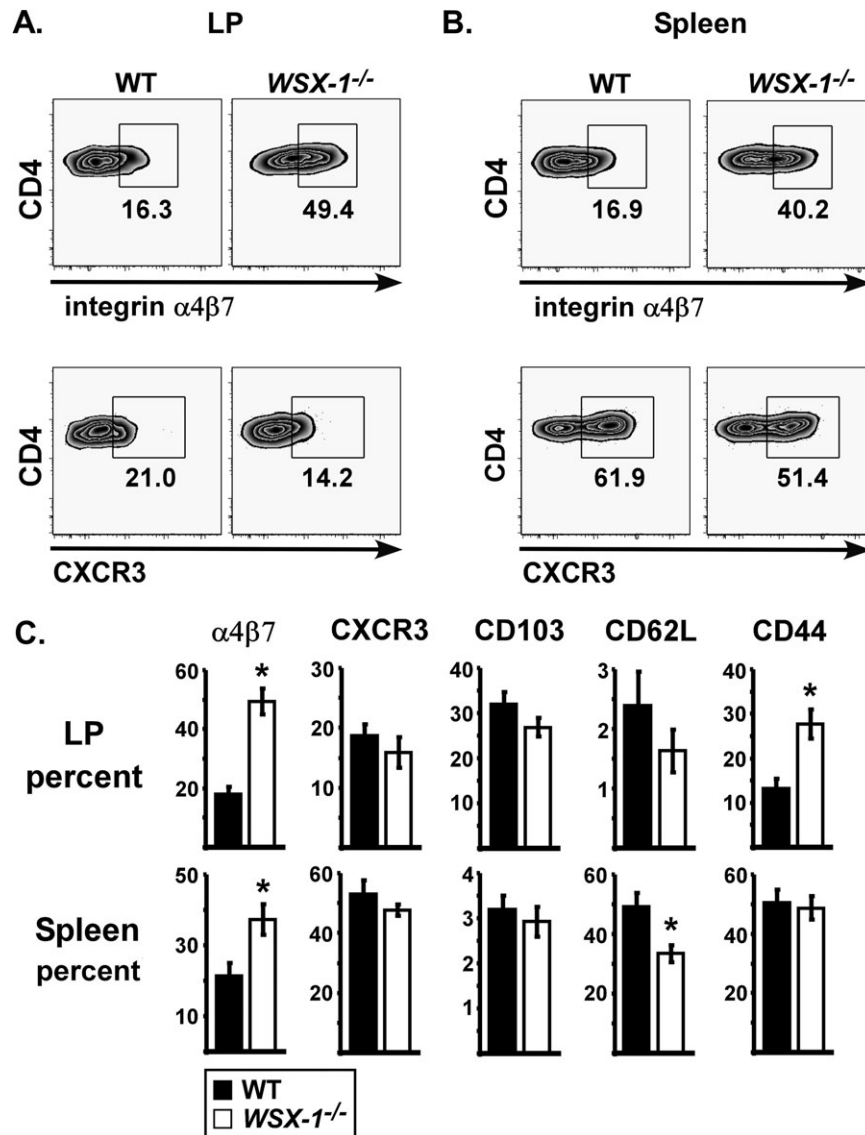 A. LP
WT WSX-1-/-
CD4
16.3 49.4
integrin α4β7
CD4
21.0 14.2
CXCR3
B. Spleen
WT WSX-1-/-
CD4
16.9 40.2
integrin α4β7
CD4
61.9 51.4
CXCR3
C. α4β7 CXCR3 CD103 CD62L CD44
LP
percent
60
40
20
*
30
20
10
40
30
20
10
3
2
1
40
30
20
10
*
Spleen
percent
50
30
10
*
60
40
20
4
3
2
1
60
40
20
*
60
40
20
WT
WSX-1-/-